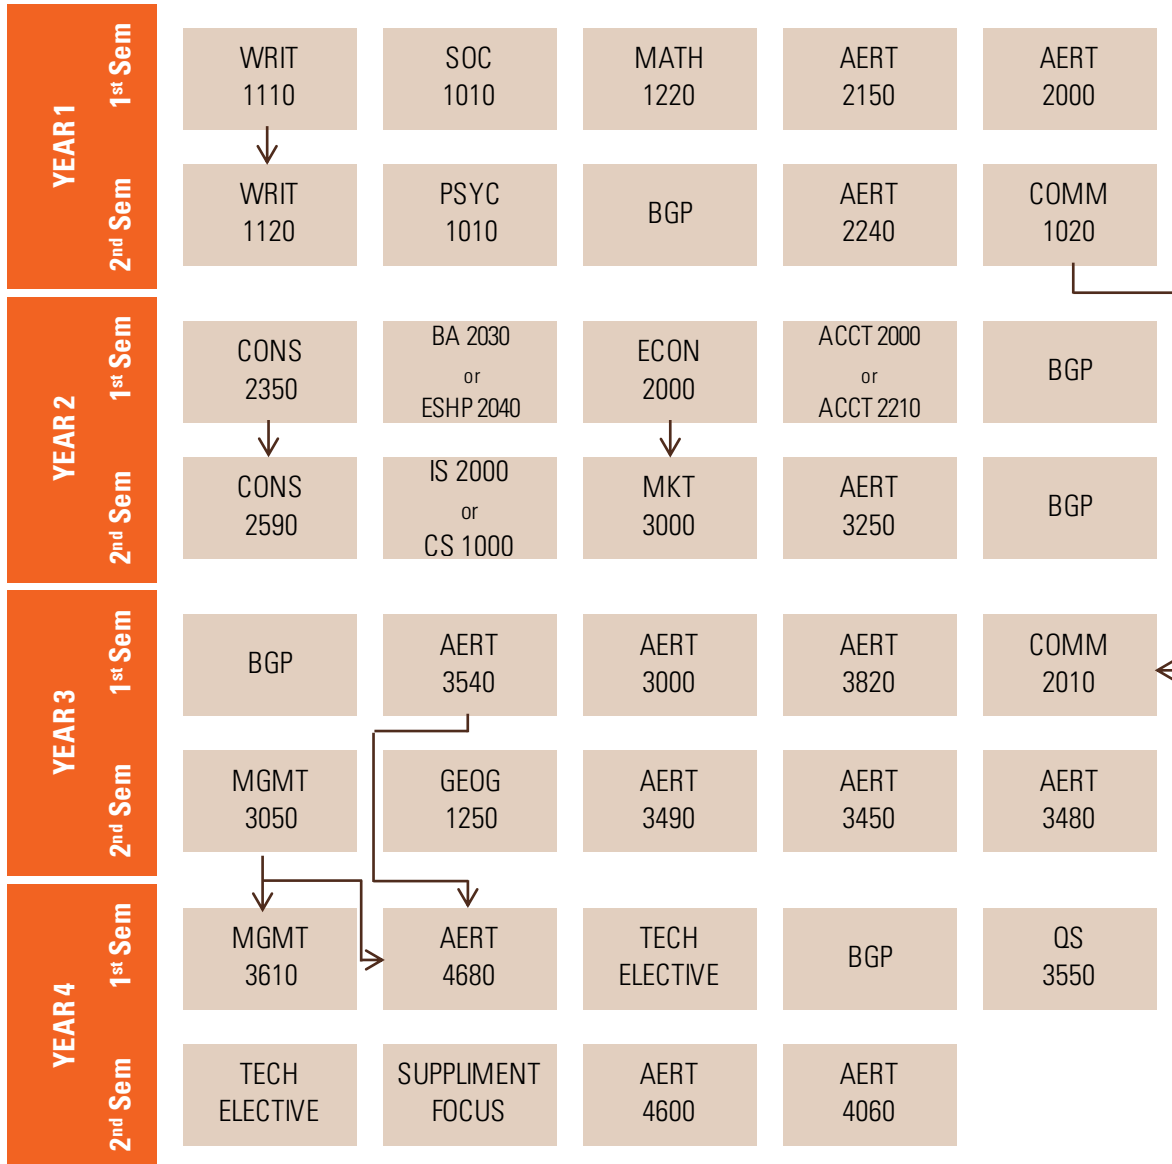 YEAR 1
1st Sem
WRIT
1110
SOC
1010
MATH
1220
AERT
2150
AERT
2000
2nd Sem
WRIT
1120
PSYC
1010
BGP
AERT
2240
COMM
1020
YEAR 2
1st Sem
CONS
2350
BA 2030
or
ESHP 2040
ECON
2000
ACCT 2000
or
ACCT 2210
BGP
2nd Sem
CONS
2590
IS 2000
or
CS 1000
MKT
3000
AERT
3250
BGP
YEAR 3
1st Sem
BGP
AERT
3540
AERT
3000
AERT
3820
COMM
2010
2nd Sem
MGMT
3050
GEOG
1250
AERT
3490
AERT
3450
AERT
3480
YEAR 4
1st Sem
MGMT
3610
AERT
4680
TECH
ELECTIVE
BGP
QS
3550
2nd Sem
TECH
ELECTIVE
SUPPLIMENT
FOCUS
AERT
4600
AERT
4060